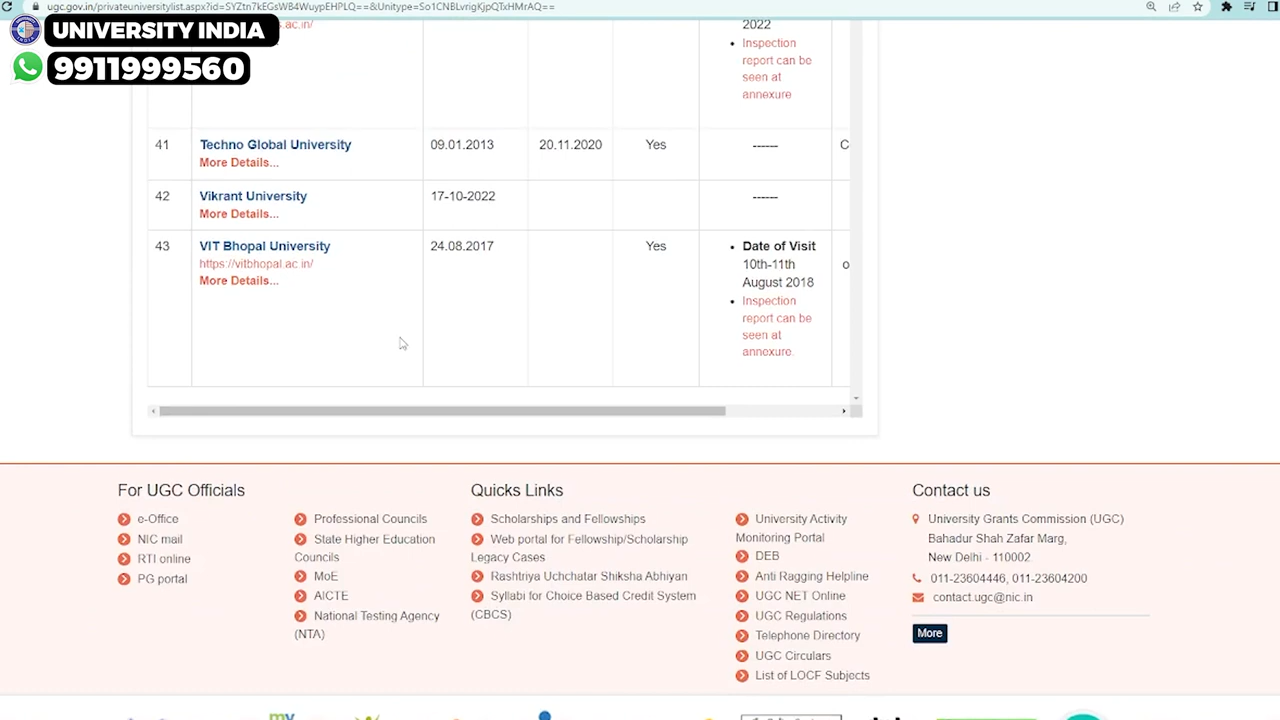 ugc.gov.in/privateuniversitylist.aspx?id=SYZtn7kEGsWB4WuypEHPLQ==&Unitype=So1CNBLvrigKjpQTxHMrAQ==
UNIVERSITY INDIA
9911999560
s.ac.in/
2022
Inspection
report can be
seen at
annexure
41 Techno Global University 09.01.2013 20.11.2020 Yes ------ C
More Details...
42 Vikrant University 17-10-2022 ------
More Details...
43 VIT Bhopal University 24.08.2017 Yes Date of Visit
https://vitbhopal.ac.in/ 10th-11th o
More Details... August 2018
Inspection
report can be
seen at
annexure.
For UGC Officials
e-Office
NIC mail
RTI online
PG portal
Professional Councils
State Higher Education
Councils
MoE
AICTE
National Testing Agency
(NTA)
Quicks Links
Scholarships and Fellowships
Web portal for Fellowship/Scholarship
Legacy Cases
Rashtriya Uchchatar Shiksha Abhiyan
Syllabi for Choice Based Credit System
(CBCS)
University Activity
Monitoring Portal
DEB
Anti Ragging Helpline
UGC NET Online
UGC Regulations
Telephone Directory
UGC Circulars
List of LOCF Subjects
Contact us
University Grants Commission (UGC)
Bahadur Shah Zafar Marg,
New Delhi - 110002
011-23604446, 011-23604200
contact.ugc@nic.in
More
my